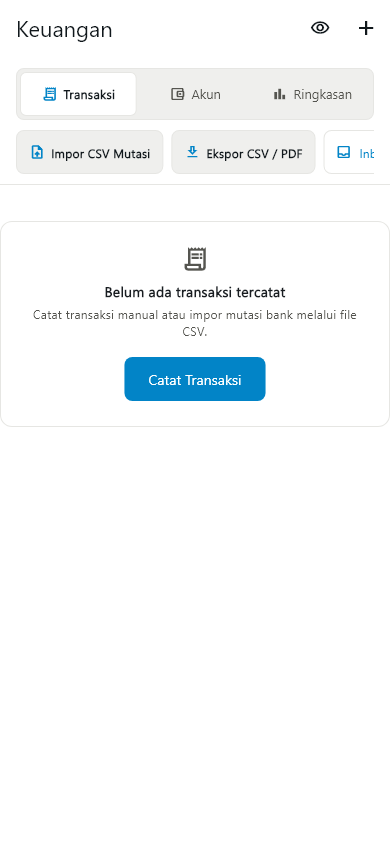 Keuangan
Transaksi
Akun
Ringkasan
Impor CSV Mutasi
Ekspor CSV / PDF
Belum ada transaksi tercatat
Catat transaksi manual atau impor mutasi bank melalui file
CSV.
Catat Transaksi